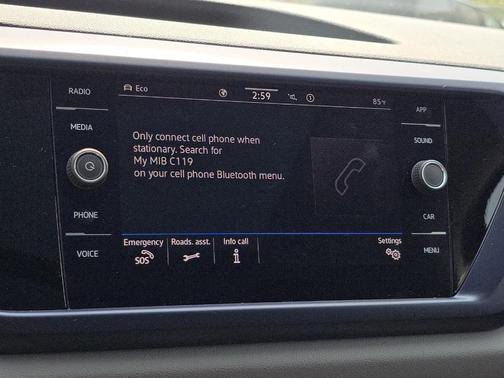 RADIO
MEDIA
PHONE
VOICE
Eco
2:59
85°F
Only connect cell phone when
stationary. Search for
My MIB C119
on your cell phone Bluetooth menu.
Emergency
SOS
Roads. asst.
Info call
i
Settings
APP
SOUND
CAR
MENU